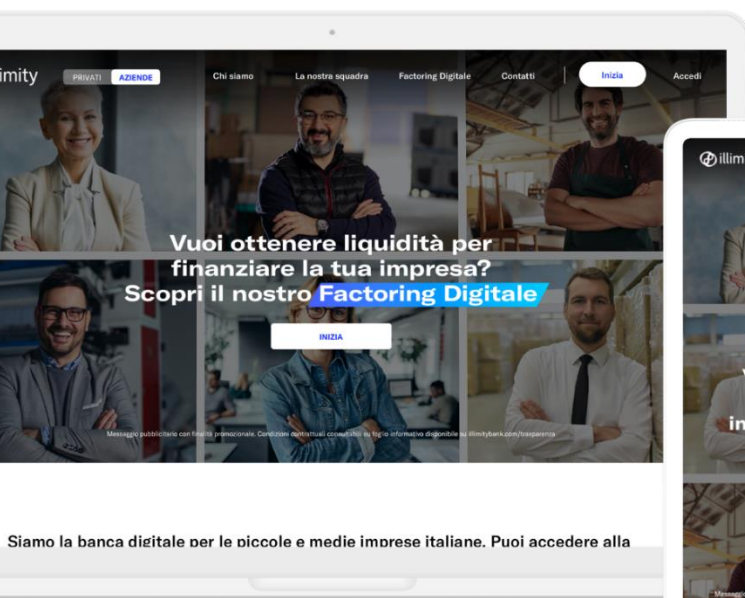 imity
PRIVATI AZIENDE Chi siamo La nostra squadra Factoring Digitale Contatti Inizia Accedi
illim
Vuoi ottenere liquidità per
finanziare la tua impresa?
Scopri il nostro Factoring Digitale
INIZIA
Messaggio pubblicitario con finalità promozionale. Condizioni contrattuali consultabili su foglio informativo disponibile su illimitybank.com/trasparenza
Siamo la banca digitale per le piccole e medie imprese italiane. Puoi accedere alla
in
Messaggio